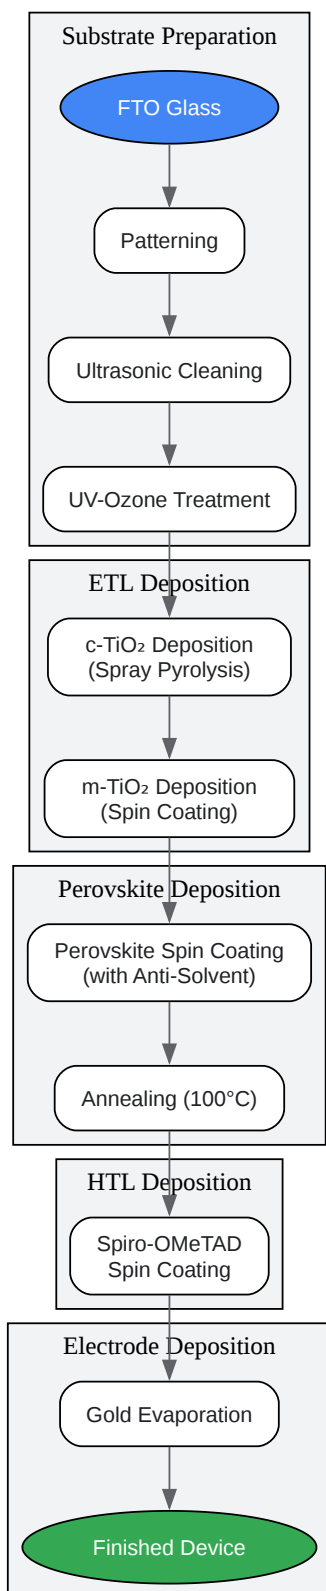 Substrate Preparation
FTO Glass
Patterning
Ultrasonic Cleaning
UV-Ozone Treatment
ETL Deposition
c-TiO₂ Deposition
(Spray Pyrolysis)
m-TiO₂ Deposition
(Spin Coating)
Perovskite Deposition
Perovskite Spin Coating
(with Anti-Solvent)
Annealing (100°C)
HTL Deposition
Spiro-OMeTAD
Spin Coating
Electrode Deposition
Gold Evaporation
Finished Device